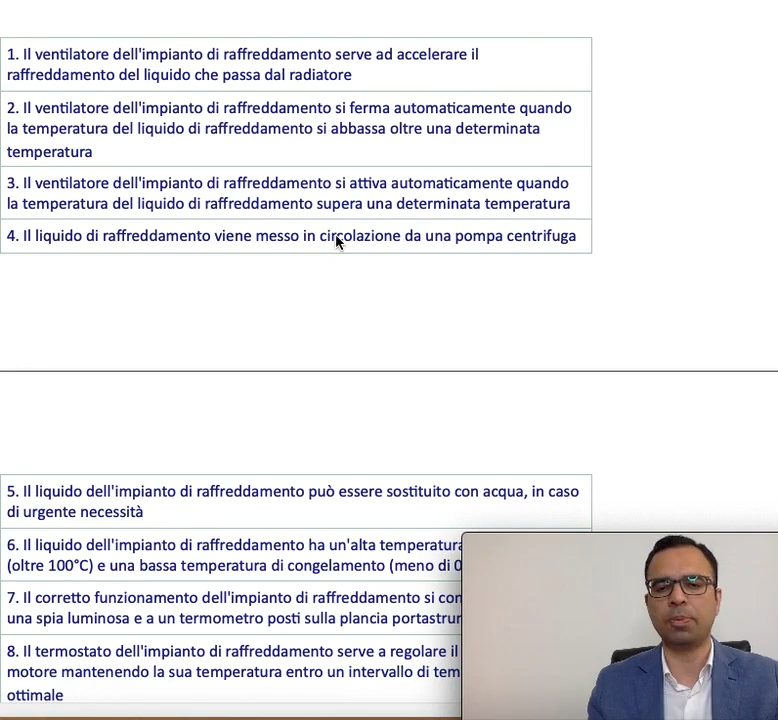 1. Il ventilatore dell'impianto di raffreddamento serve ad accelerare il
raffreddamento del liquido che passa dal radiatore
2. Il ventilatore dell'impianto di raffreddamento si ferma automaticamente quando
la temperatura del liquido di raffreddamento si abbassa oltre una determinata
temperatura
3. Il ventilatore dell'impianto di raffreddamento si attiva automaticamente quando
la temperatura del liquido di raffreddamento supera una determinata temperatura
4. Il liquido di raffreddamento viene messo in circolazione da una pompa centrifuga
5. Il liquido dell'impianto di raffreddamento può essere sostituito con acqua, in caso
di urgente necessità
6. Il liquido dell'impianto di raffreddamento ha un'alta temperatura
(oltre 100°C) e una bassa temperatura di congelamento (meno di 0
7. Il corretto funzionamento dell'impianto di raffreddamento si
una spia luminosa e a un termometro posti sulla plancia
8. Il termostato dell'impianto di raffreddamento serve a regolare il
motore mantenendo la sua temperatura entro un intervallo di
ottimale